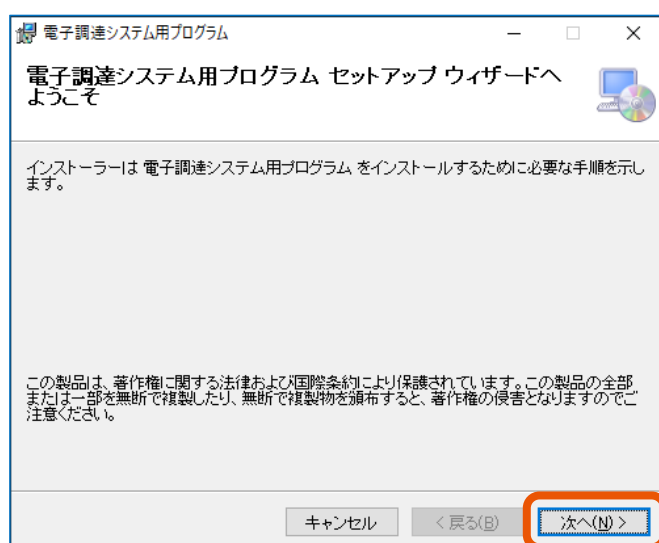 電子調達システム用プログラム
電子調達システム用プログラム セットアップ ウィザードへ
ようこそ
インストーラーは 電子調達システム用プログラム をインストールするために必要な手順を示し
ます。
この製品は、著作権に関する法律および国際条約により保護されています。この製品の全部
または一部を無断で複製したり、無断で複製物を頒布すると、著作権の侵害となりますのでご
注意ください。
キャンセル < 戻る(B) 次へ(N) >